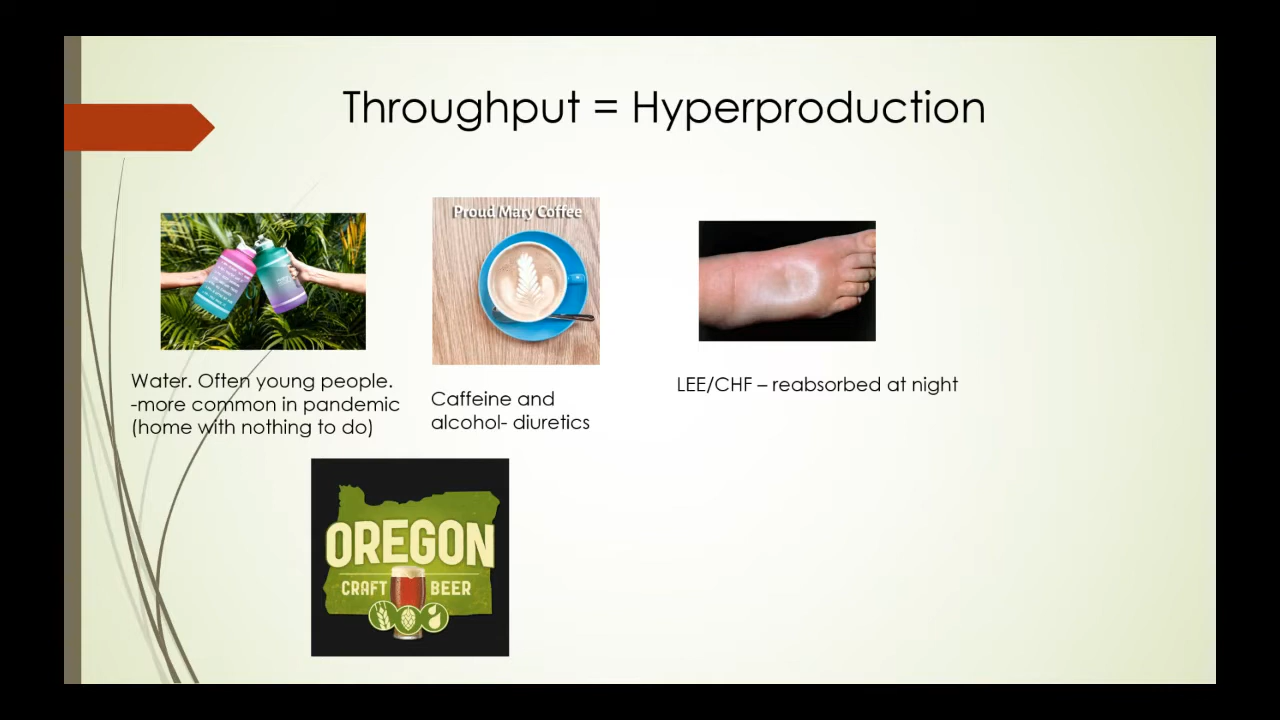 Throughput = Hyperproduction
Proud Mary Coffee
Water. Often young people.
-more common in pandemic
(home with nothing to do)
Caffeine and
alcohol- diuretics
LEE/CHF – reabsorbed at night
OREGON
CRAFT BEER